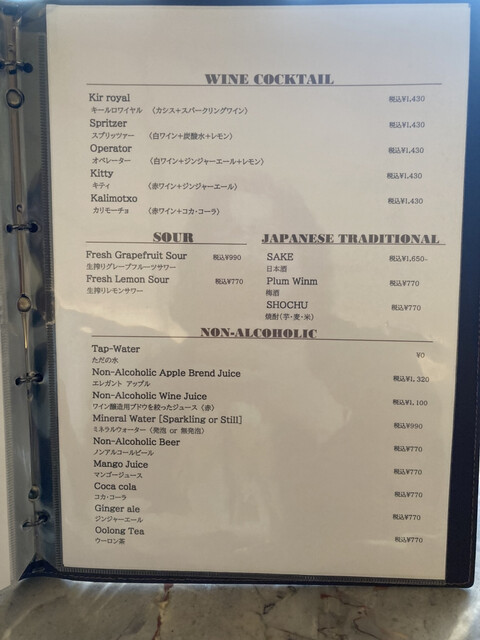 WINE COCKTAIL
Kir royal 税込¥1,430
キールロワイヤル 〈カシス+スパークリングワイン〉
Spritzer 税込¥1,430
スプリッツァー 〈白ワイン+炭酸水+レモン〉
Operator 税込¥1,430
オペレーター 〈白ワイン+ジンジャーエール+レモン〉
Kitty 税込¥1,430
キティ 〈赤ワイン+ジンジャーエール〉
Kalimotxo 税込¥1,430
カリモーチョ 〈赤ワイン+コカ・コーラ〉
SOUR
Fresh Grapefruit Sour 税込¥990
生搾りグレープフルーツサワー
Fresh Lemon Sour 税込¥770
生搾りレモンサワー
JAPANESE TRADITIONAL
SAKE 税込¥1,650~
日本酒
Plum Winm 税込¥770
梅酒
SHOCHU 税込¥770
焼酎(芋・麦・米)
NON-ALCOHOLIC
Tap-Water ¥0
ただの水
Non-Alcoholic Apple Brend Juice 税込¥1,320
エレガント アップル
Non-Alcoholic Wine Juice 税込¥1,100
ワイン醸造用ブドウを絞ったジュース〈赤〉
Mineral Water [Sparkling or Still] 税込¥990
ミネラルウォーター〈発泡 or 無発泡〉
Non-Alcoholic Beer 税込¥770
ノンアルコールビール
Mango Juice 税込¥770
マンゴージュース
Coca cola 税込¥770
コカ・コーラ
Ginger ale 税込¥770
ジンジャーエール
Oolong Tea 税込¥770
ウーロン茶